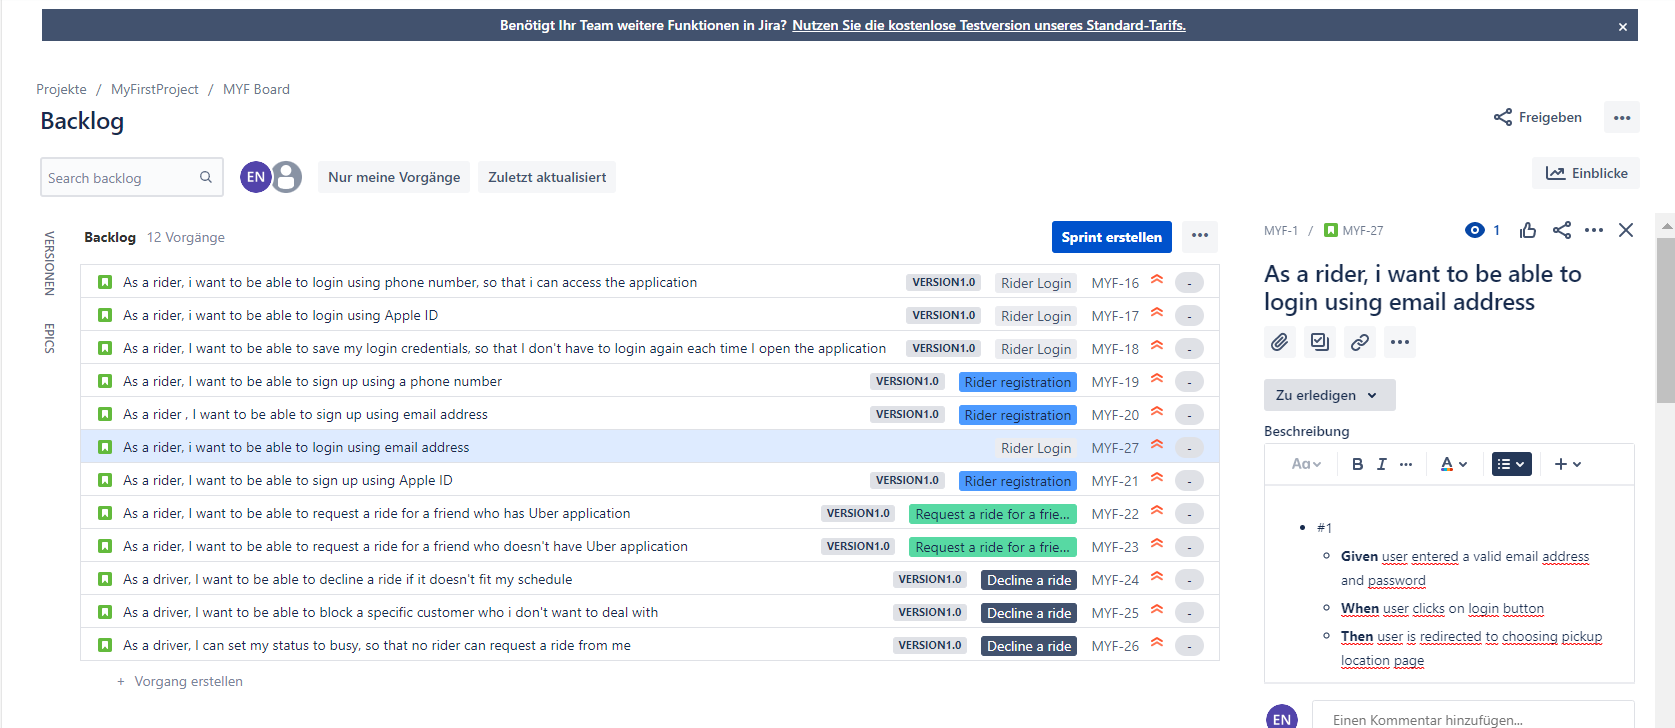 Benötigt Ihr Team weitere Funktionen in Jira? Nutzen Sie die kostenlose Testversion unseres Standard-Tarifs.
Projekte / MyFirstProject / MYF Board
Backlog
Freigeben
Search backlog
EN
Nur meine Vorgänge
Zuletzt aktualisiert
Einblicke
VERSIONEN
EPICS
Backlog 12 Vorgänge
Sprint erstellen
As a rider, i want to be able to login using phone number, so that i can access the application VERSION1.0 Rider Login MYF-16 -
As a rider, i want to be able to login using Apple ID VERSION1.0 Rider Login MYF-17 -
As a rider, I want to be able to save my login credentials, so that I don't have to login again each time I open the application VERSION1.0 Rider Login MYF-18 -
As a rider, I want to be able to sign up using a phone number VERSION1.0 Rider registration MYF-19 -
As a rider , I want to be able to sign up using email address VERSION1.0 Rider registration MYF-20 -
As a rider, i want to be able to login using email address Rider Login MYF-27 -
As a rider, I want to be able to sign up using Apple ID VERSION1.0 Rider registration MYF-21 -
As a rider, I want to be able to request a ride for a friend who has Uber application VERSION1.0 Request a ride for a frie... MYF-22 -
As a rider, I want to be able to request a ride for a friend who doesn't have Uber application VERSION1.0 Request a ride for a frie... MYF-23 -
As a driver, I want to be able to decline a ride if it doesn't fit my schedule VERSION1.0 Decline a ride MYF-24 -
As a driver, I want to be able to block a specific customer who i don't want to deal with VERSION1.0 Decline a ride MYF-25 -
As a driver, I can set my status to busy, so that no rider can request a ride from me VERSION1.0 Decline a ride MYF-26 -
+ Vorgang erstellen
MYF-1 / MYF-27
1
As a rider, i want to be able to
login using email address
Zu erledigen
Beschreibung
Aa B I ... A +
• #1
Given user entered a valid email address
and password
When user clicks on login button
Then user is redirected to choosing pickup
location page
EN
Einen Kommentar hinzufügen...